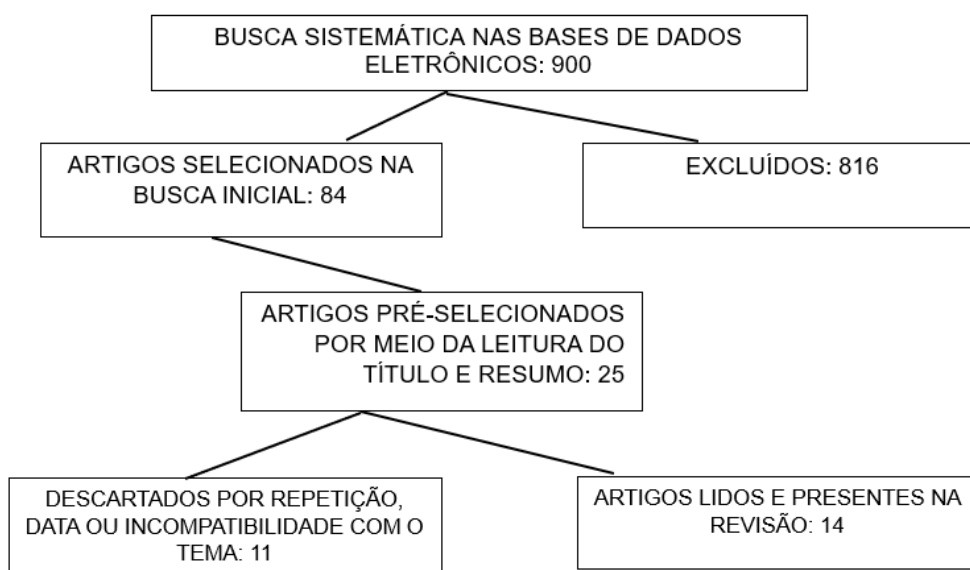 BUSCA SISTEMÁTICA NAS BASES DE DADOS
ELETRÔNICOS: 900
ARTIGOS SELECIONADOS NA
BUSCA INICIAL: 84
EXCLUÍDOS: 816
ARTIGOS PRÉ-SELECIONADOS
POR MEIO DA LEITURA DO
TÍTULO E RESUMO: 25
DESCARTADOS POR REPETIÇÃO,
DATA OU INCOMPATIBILIDADE COM O
TEMA: 11
ARTIGOS LIDOS E PRESENTES NA
REVISÃO: 14